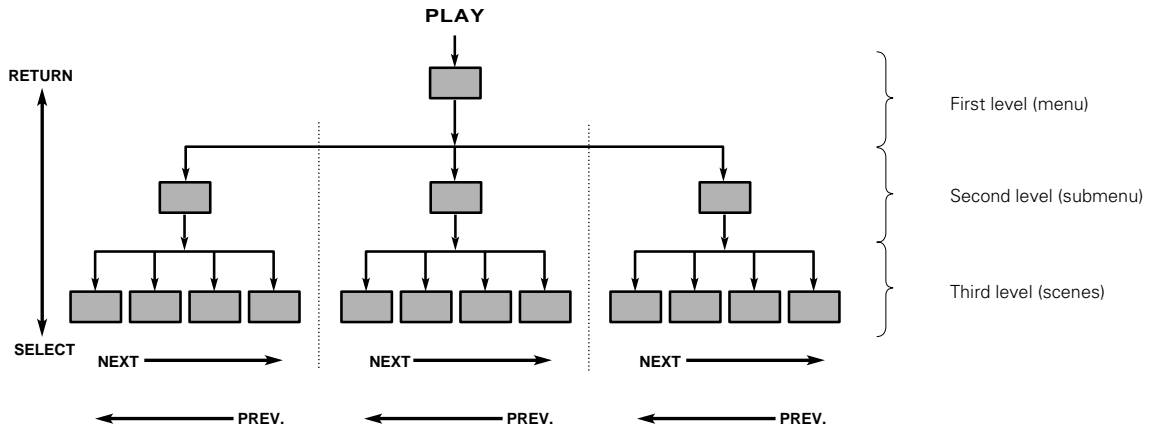 PLAY
RETURN
First level (menu)
Second level (submenu)
Third level (scenes)
SELECT
NEXT NEXT NEXT
PREV. PREV. PREV.